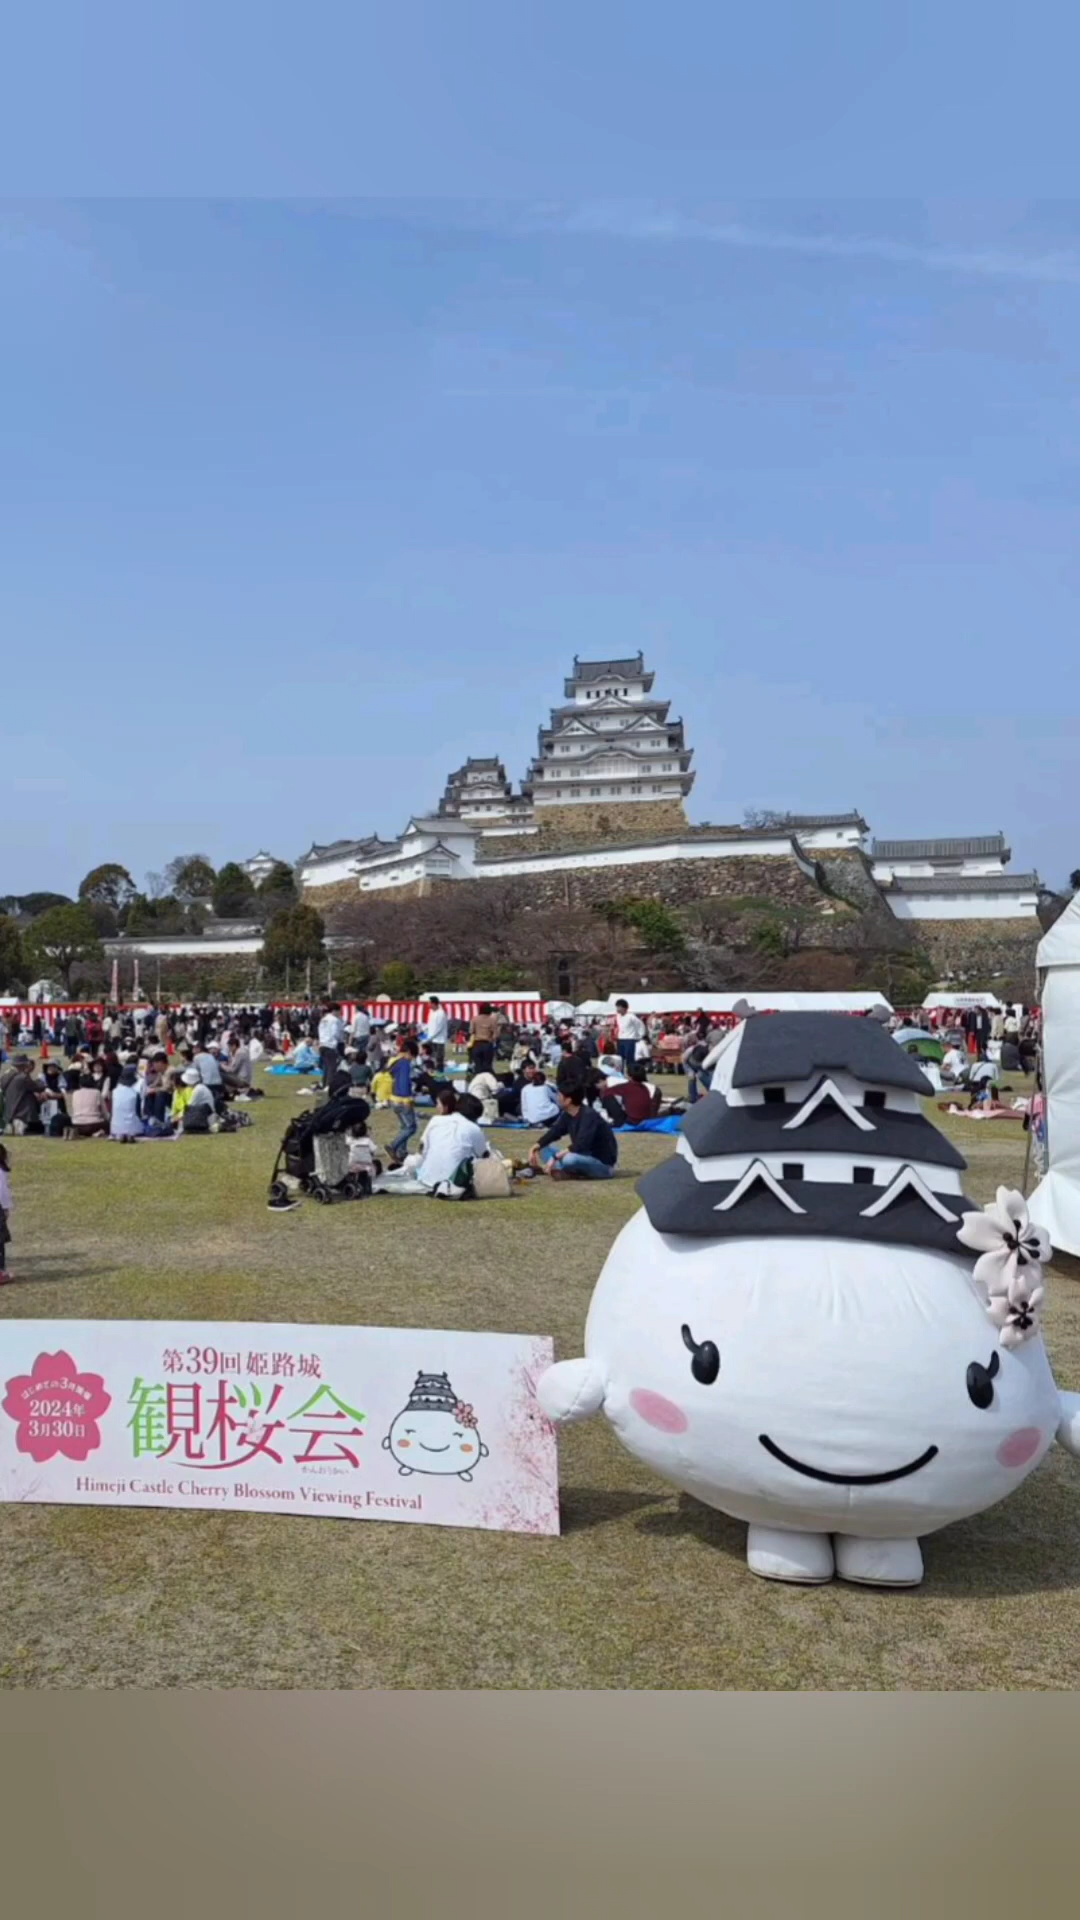 はじめての3月開催
2024年
3月30日
第39回姫路城
観桜会
かんおうかい
Himeji Castle Cherry Blossom Viewing Festival